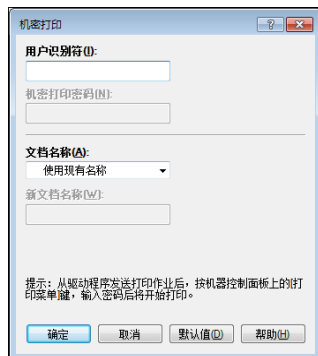 机密打印
用户识别符(I):
机密打印密码(N):
文档名称(A):
使用现有名称
新文档名称(W):
提示：从驱动程序发送打印作业后，按机器控制面板上的[打
印菜单]键，输入密码后将开始打印。
确定 取消 默认值(D) 帮助(H)